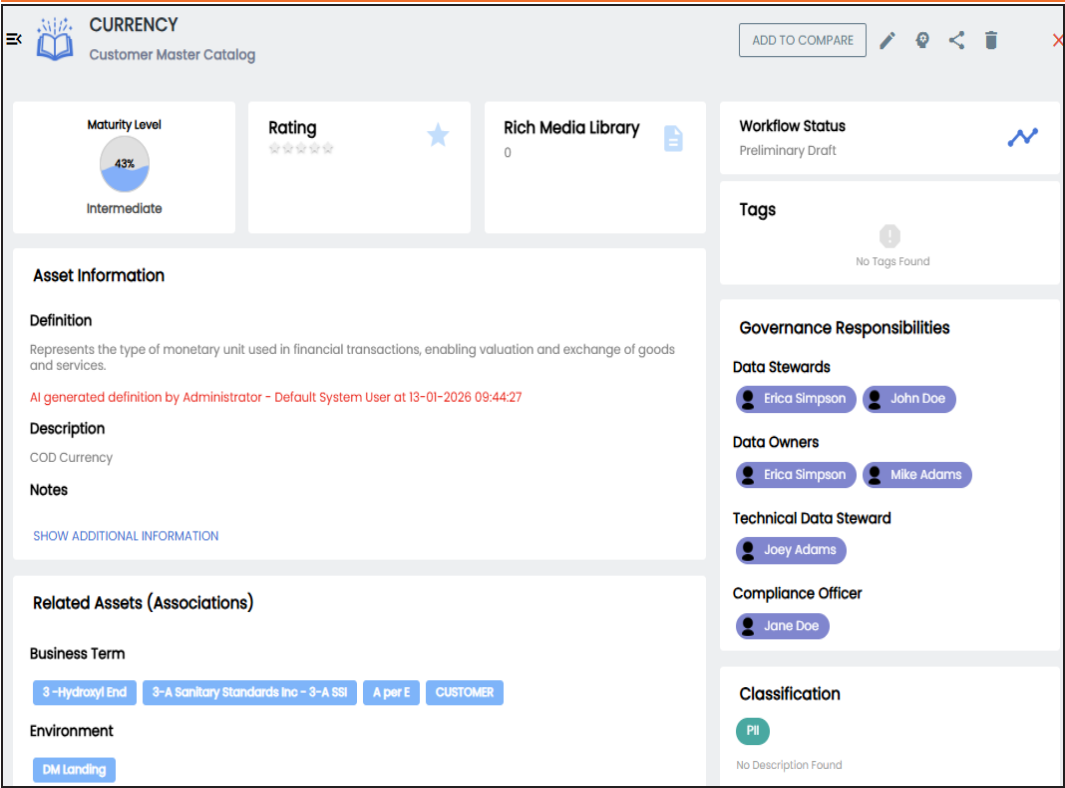 CURRENCY
Customer Master Catalog
ADD TO COMPARE
Maturity Level
43%
Intermediate
Rating
Rich Media Library
0
Workflow Status
Preliminary Draft
Tags
No Tags Found
Asset Information
Definition
Represents the type of monetary unit used in financial transactions, enabling valuation and exchange of goods
and services.
AI generated definition by Administrator - Default System User at 13-01-2026 09:44:27
Description
COD Currency
Notes
SHOW ADDITIONAL INFORMATION
Governance Responsibilities
Data Stewards
Erica Simpson John Doe
Data Owners
Erica Simpson Mike Adams
Technical Data Steward
Joey Adams
Compliance Officer
Jane Doe
Related Assets (Associations)
Business Term
3 -Hydroxyl End 3-A Sanitary Standards Inc - 3-A SSI A per E CUSTOMER
Environment
DM Landing
Classification
PII
No Description Found